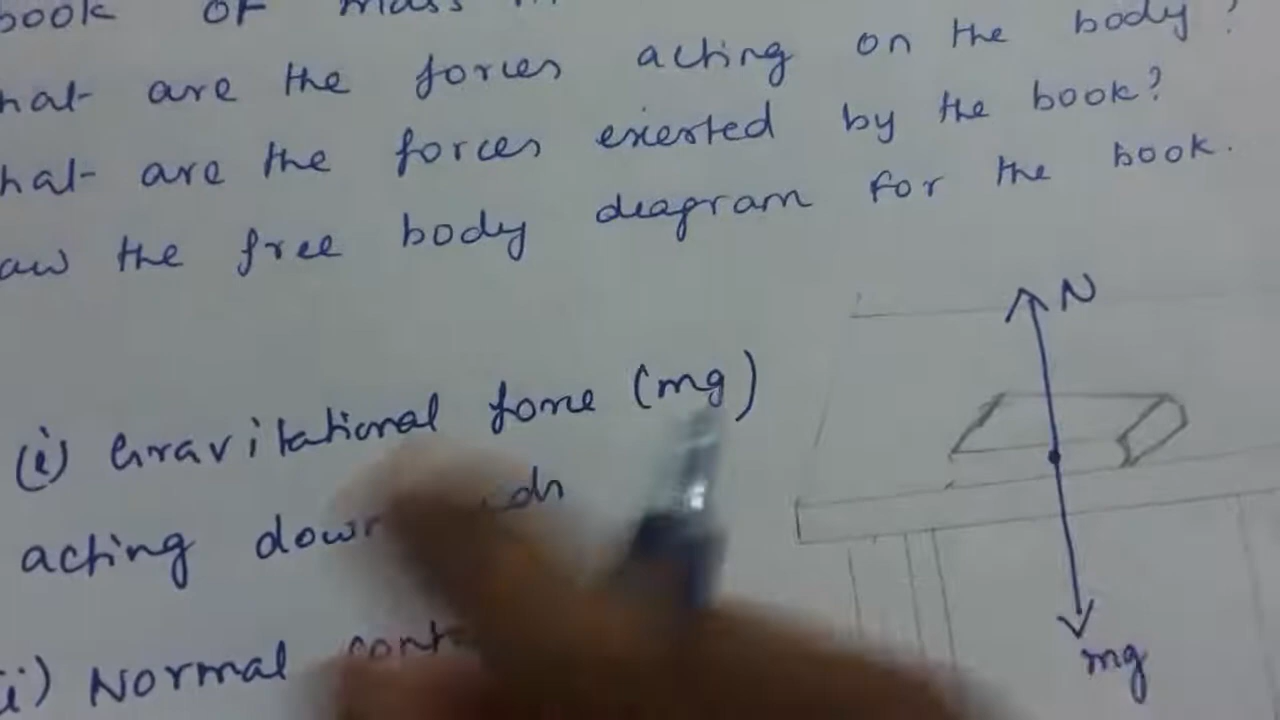 book of mass
hat are the forces acting on the body?
hat are the forces exerted by the book?
aw the free body diagram for the book.
N
(i) Gravitational force (mg)
acting
mg
i) Normal